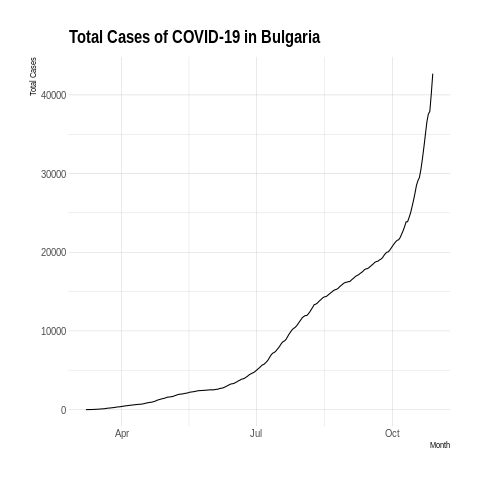 Total Cases of COVID-19 in Bulgaria
Total Cases
40000
30000
20000
10000
0
Apr Jul Oct
Month